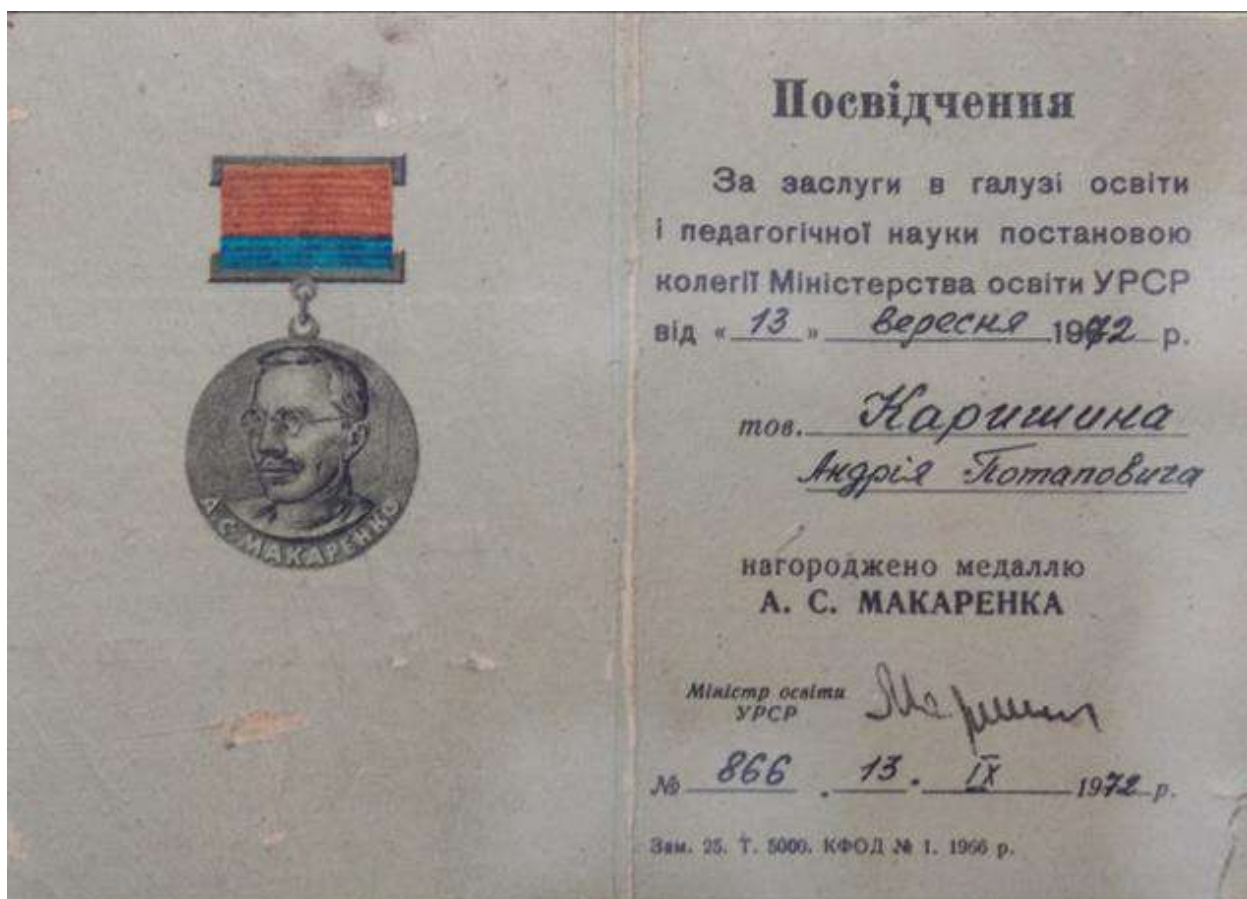 А. С. МАКАРЕНКО
Посвідчення
За заслуги в галузі освіти
і педагогічної науки постановою
колегії Міністерства освіти УРСР
від « 13 » вересня 1972 р.
тов. Каришина
Андрія Потаповича
нагороджено медаллю
А. С. МАКАРЕНКА
Міністр освіти
УРСР
№ 866 . 13 . IX 1972 р.
Зам. 25. Т. 5000. КФОД № 1. 1966 р.